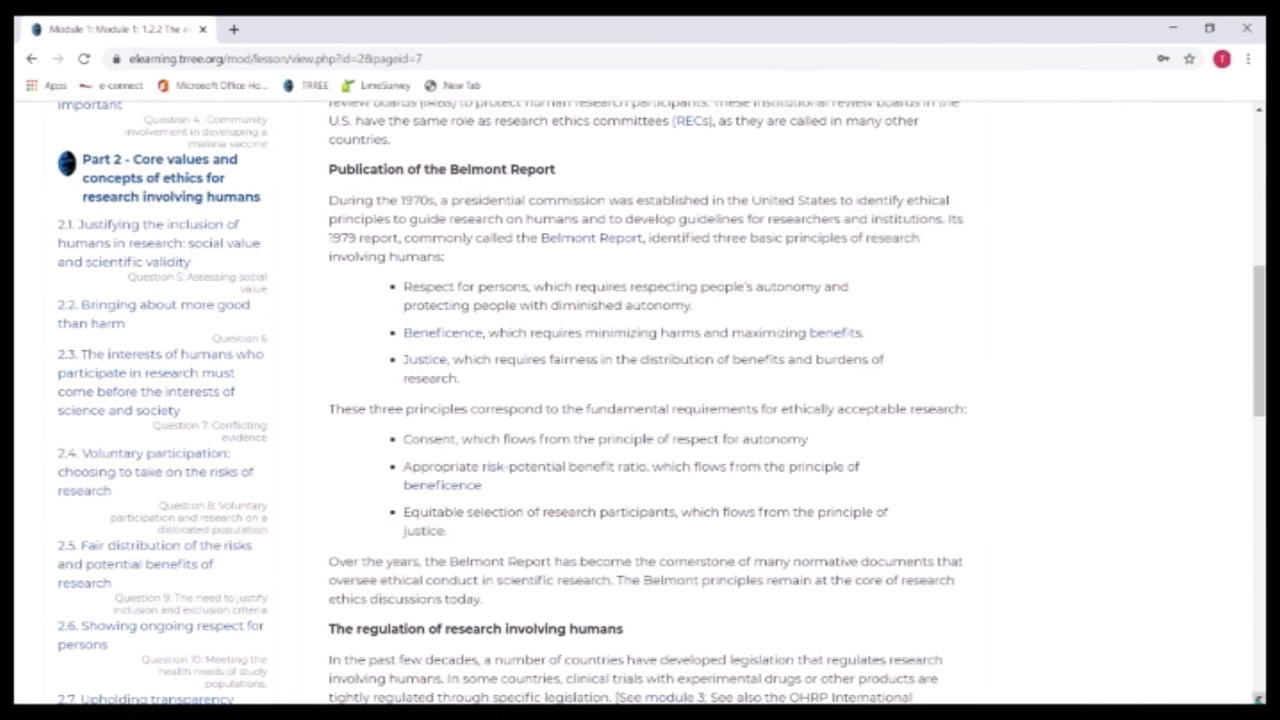 Module 1: Module 1: 1.2.2 The e
elearning.trree.org/mod/lesson/view.php?id=2&pageid=7
T
Apps
e-connect
Microsoft Office Ho...
TRREE
LimeSurvey
New Tab
important
Question 4 : Community
involvement in developing a
malaria vaccine
Part 2 - Core values and
concepts of ethics for
research involving humans
2.1. Justifying the inclusion of
humans in research: social value
and scientific validity
Question 5: Assessing social
value
2.2. Bringing about more good
than harm
Question 6
2.3. The interests of humans who
participate in research must
come before the interests of
science and society
Question 7: Conflicting
evidence
2.4. Voluntary participation:
choosing to take on the risks of
research
Question 8: Voluntary
participation and research on a
dislocated population
2.5. Fair distribution of the risks
and potential benefits of
research
Question 9: The need to justify
inclusion and exclusion criteria
2.6. Showing ongoing respect for
persons
Question 10: Meeting the
health needs of study
populations.
2.7. Upholding transparency
review boards (IRBs) to protect human research participants. These institutional review boards in the
U.S. have the same role as research ethics committees (RECs), as they are called in many other
countries.
Publication of the Belmont Report
During the 1970s, a presidential commission was established in the United States to identify ethical
principles to guide research on humans and to develop guidelines for researchers and institutions. Its
1979 report, commonly called the Belmont Report, identified three basic principles of research
involving humans:
▪ Respect for persons, which requires respecting people's autonomy and
protecting people with diminished autonomy.
▪ Beneficence, which requires minimizing harms and maximizing benefits.
▪ Justice, which requires fairness in the distribution of benefits and burdens of
research.
These three principles correspond to the fundamental requirements for ethically acceptable research:
▪ Consent, which flows from the principle of respect for autonomy
▪ Appropriate risk-potential benefit ratio, which flows from the principle of
beneficence
▪ Equitable selection of research participants, which flows from the principle of
justice.
Over the years, the Belmont Report has become the cornerstone of many normative documents that
oversee ethical conduct in scientific research. The Belmont principles remain at the core of research
ethics discussions today.
The regulation of research involving humans
In the past few decades, a number of countries have developed legislation that regulates research
involving humans. In some countries, clinical trials with experimental drugs or other products are
tightly regulated through specific legislation. [See module 3; See also the OHRP International